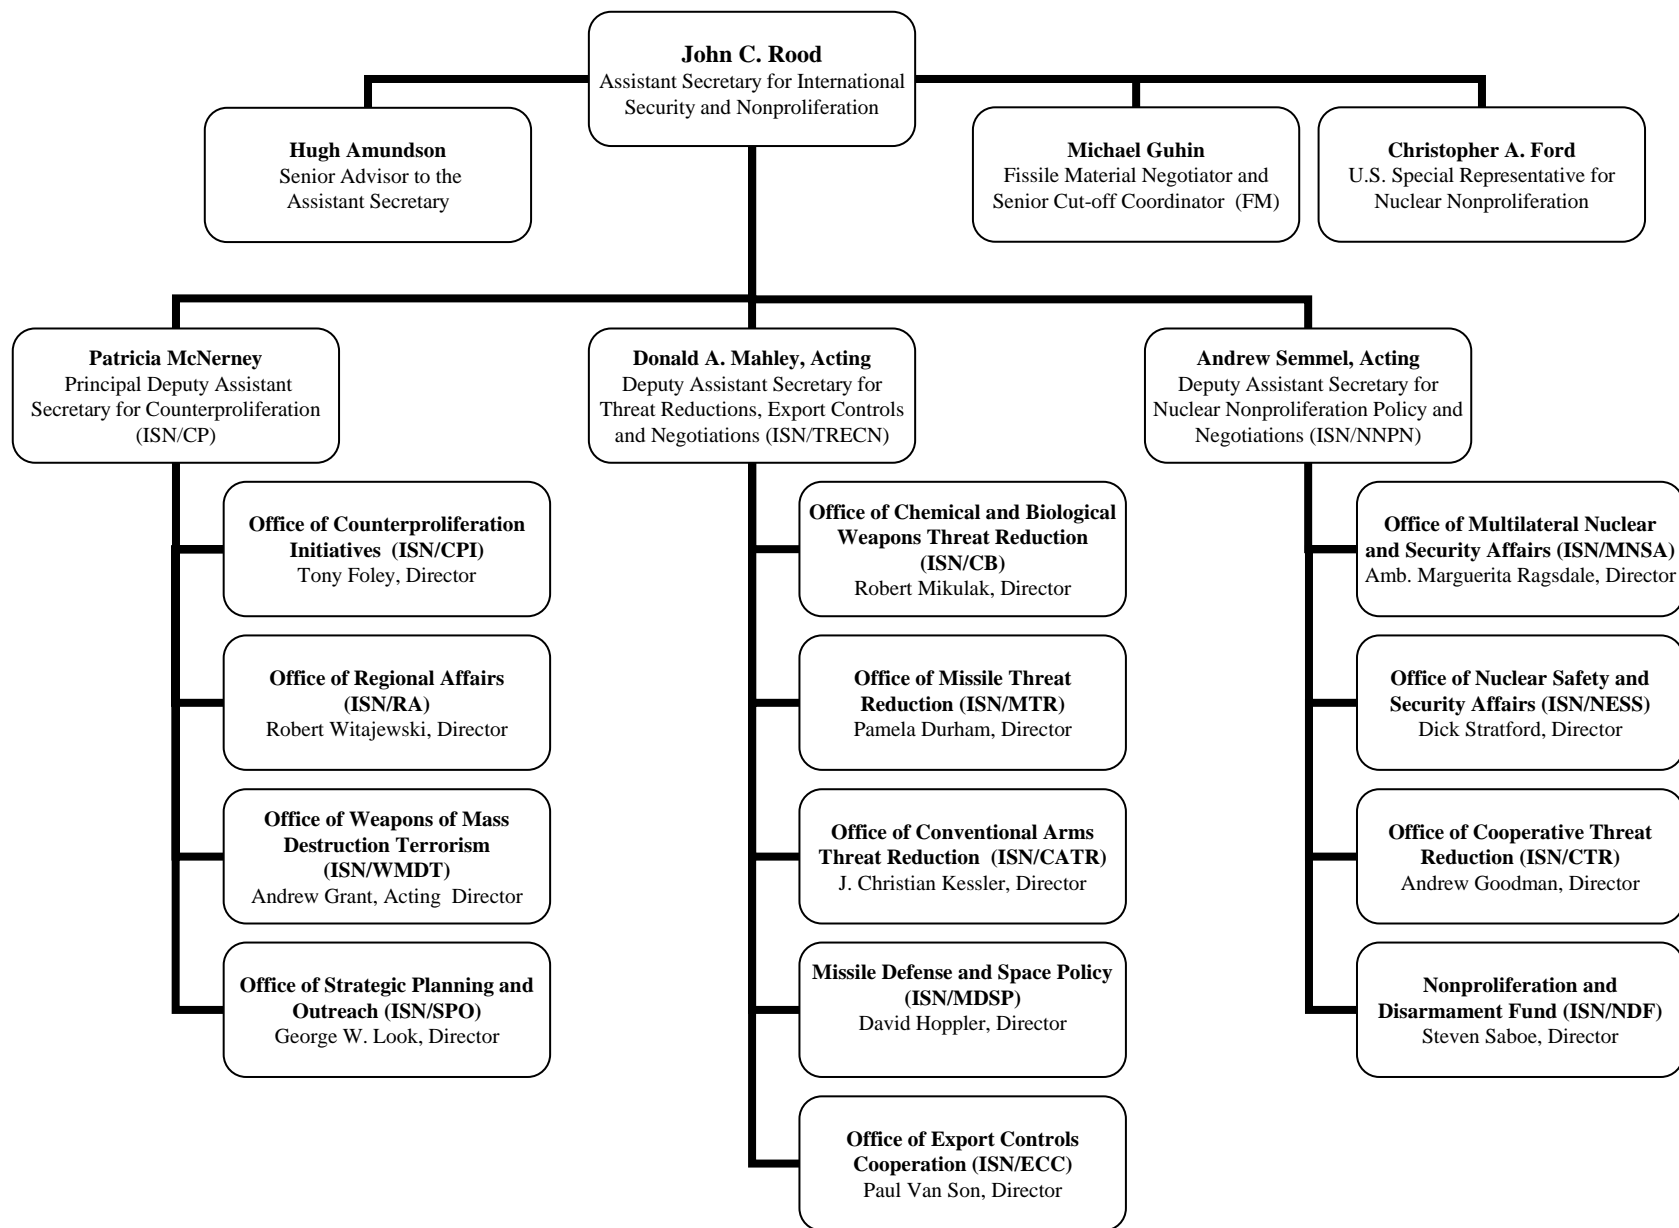 John C. Rood
Assistant Secretary for International
Security and Nonproliferation
Hugh Amundson
Senior Advisor to the
Assistant Secretary
Michael Guhin
Fissile Material Negotiator and
Senior Cut-off Coordinator (FM)
Christopher A. Ford
U.S. Special Representative for
Nuclear Nonproliferation
Patricia McNerney
Principal Deputy Assistant
Secretary for Counterproliferation
(ISN/CP)
Donald A. Mahley, Acting
Deputy Assistant Secretary for
Threat Reductions, Export Controls
and Negotiations (ISN/TRECN)
Andrew Semmel, Acting
Deputy Assistant Secretary for
Nuclear Nonproliferation Policy and
Negotiations (ISN/NNPN)
Office of Counterproliferation
Initiatives (ISN/CPI)
Tony Foley, Director
Office of Regional Affairs
(ISN/RA)
Robert Witajewski, Director
Office of Weapons of Mass
Destruction Terrorism
(ISN/WMDT)
Andrew Grant, Acting Director
Office of Strategic Planning and
Outreach (ISN/SPO)
George W. Look, Director
Office of Chemical and Biological
Weapons Threat Reduction
(ISN/CB)
Robert Mikulak, Director
Office of Missile Threat
Reduction (ISN/MTR)
Pamela Durham, Director
Office of Conventional Arms
Threat Reduction (ISN/CATR)
J. Christian Kessler, Director
Missile Defense and Space Policy
(ISN/MDSP)
David Hoppler, Director
Office of Export Controls
Cooperation (ISN/ECC)
Paul Van Son, Director
Office of Multilateral Nuclear
and Security Affairs (ISN/MNSA)
Amb. Marguerita Ragsdale, Director
Office of Nuclear Safety and
Security Affairs (ISN/NESS)
Dick Stratford, Director
Office of Cooperative Threat
Reduction (ISN/CTR)
Andrew Goodman, Director
Nonproliferation and
Disarmament Fund (ISN/NDF)
Steven Saboe, Director